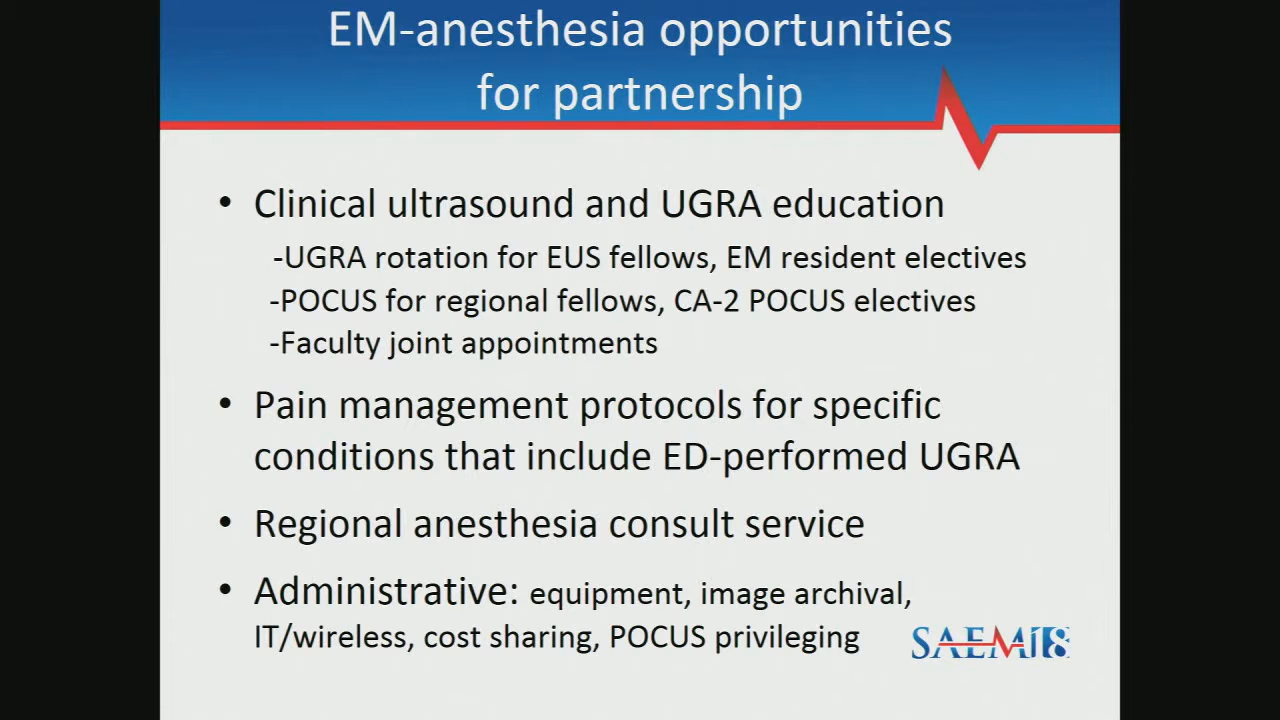 EM-anesthesia opportunities
for partnership
• Clinical ultrasound and UGRA education
-UGRA rotation for EUS fellows, EM resident electives
-POCUS for regional fellows, CA-2 POCUS electives
-Faculty joint appointments
• Pain management protocols for specific
conditions that include ED-performed UGRA
• Regional anesthesia consult service
• Administrative: equipment, image archival,
IT/wireless, cost sharing, POCUS privileging
SAEM18